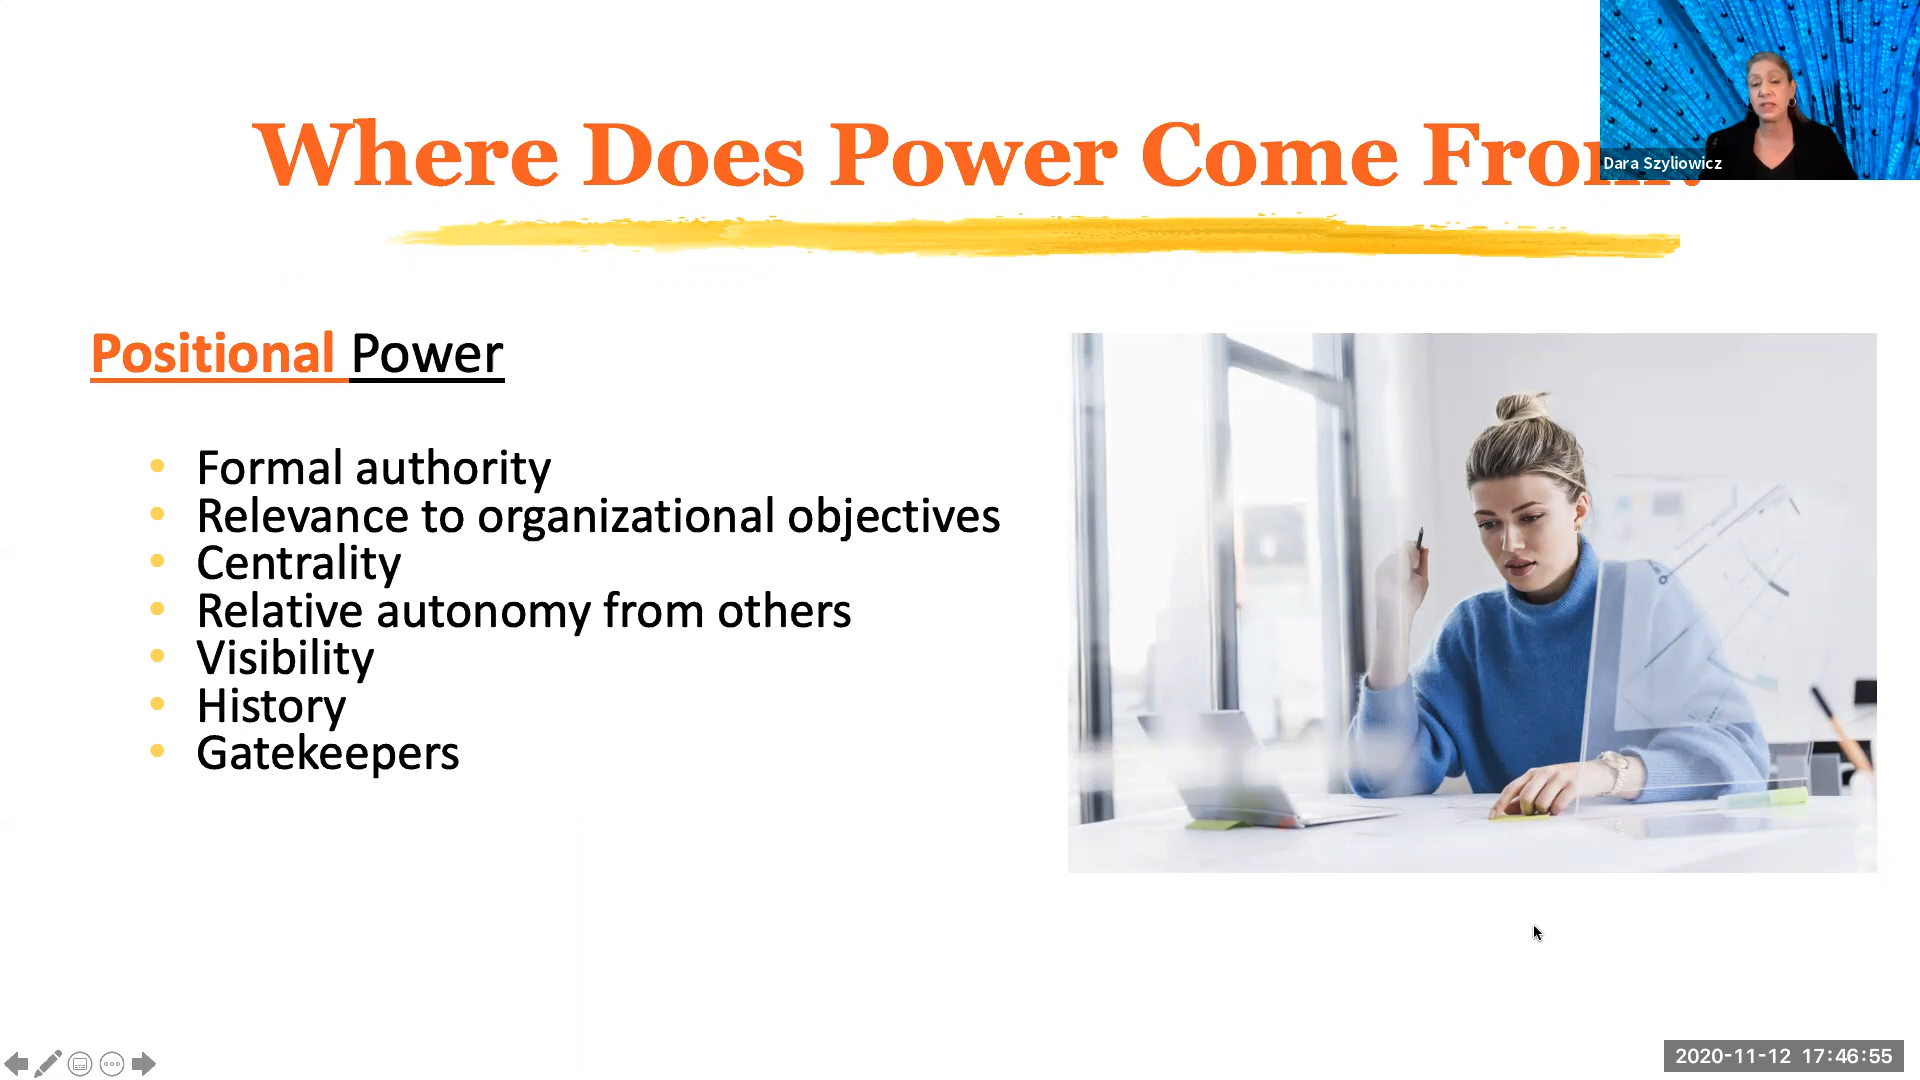 Where Does Power Come From?
Dara Szyliowicz
Positional Power
• Formal authority
• Relevance to organizational objectives
• Centrality
• Relative autonomy from others
• Visibility
• History
• Gatekeepers
2020-11-12 17:46:55